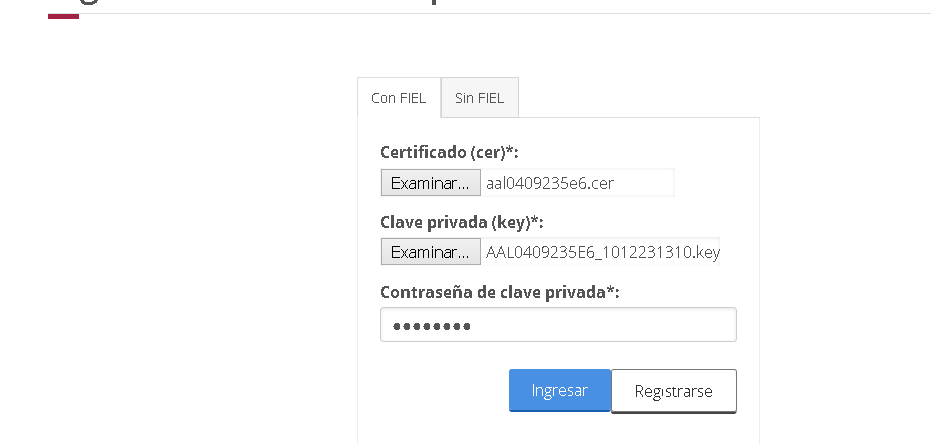 Con FIEL Sin FIEL
Certificado (cer)*:
Examinar... aal0409235e6.cer
Clave privada (key)*:
Examinar... AAL0409235E6_1012231310.key
Contraseña de clave privada*:
••••••••
Ingresar Registrarse